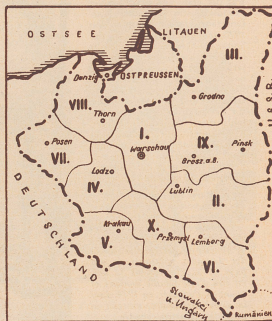 OSTSEE
LITAUEN
III.
Danzig
OSTPREUSSEN
Grodno
VIII.
Thorn
I.
IX.
Posen
Warschau
Pinsk
VII.
Brest a.B.
Lodz
IV.
Lublin
II.
DEUTSCHLAND
Krakau
X.
V.
Przemysl
Lemberg
VI.
Slowakei
u. Ungarn
Rumänien